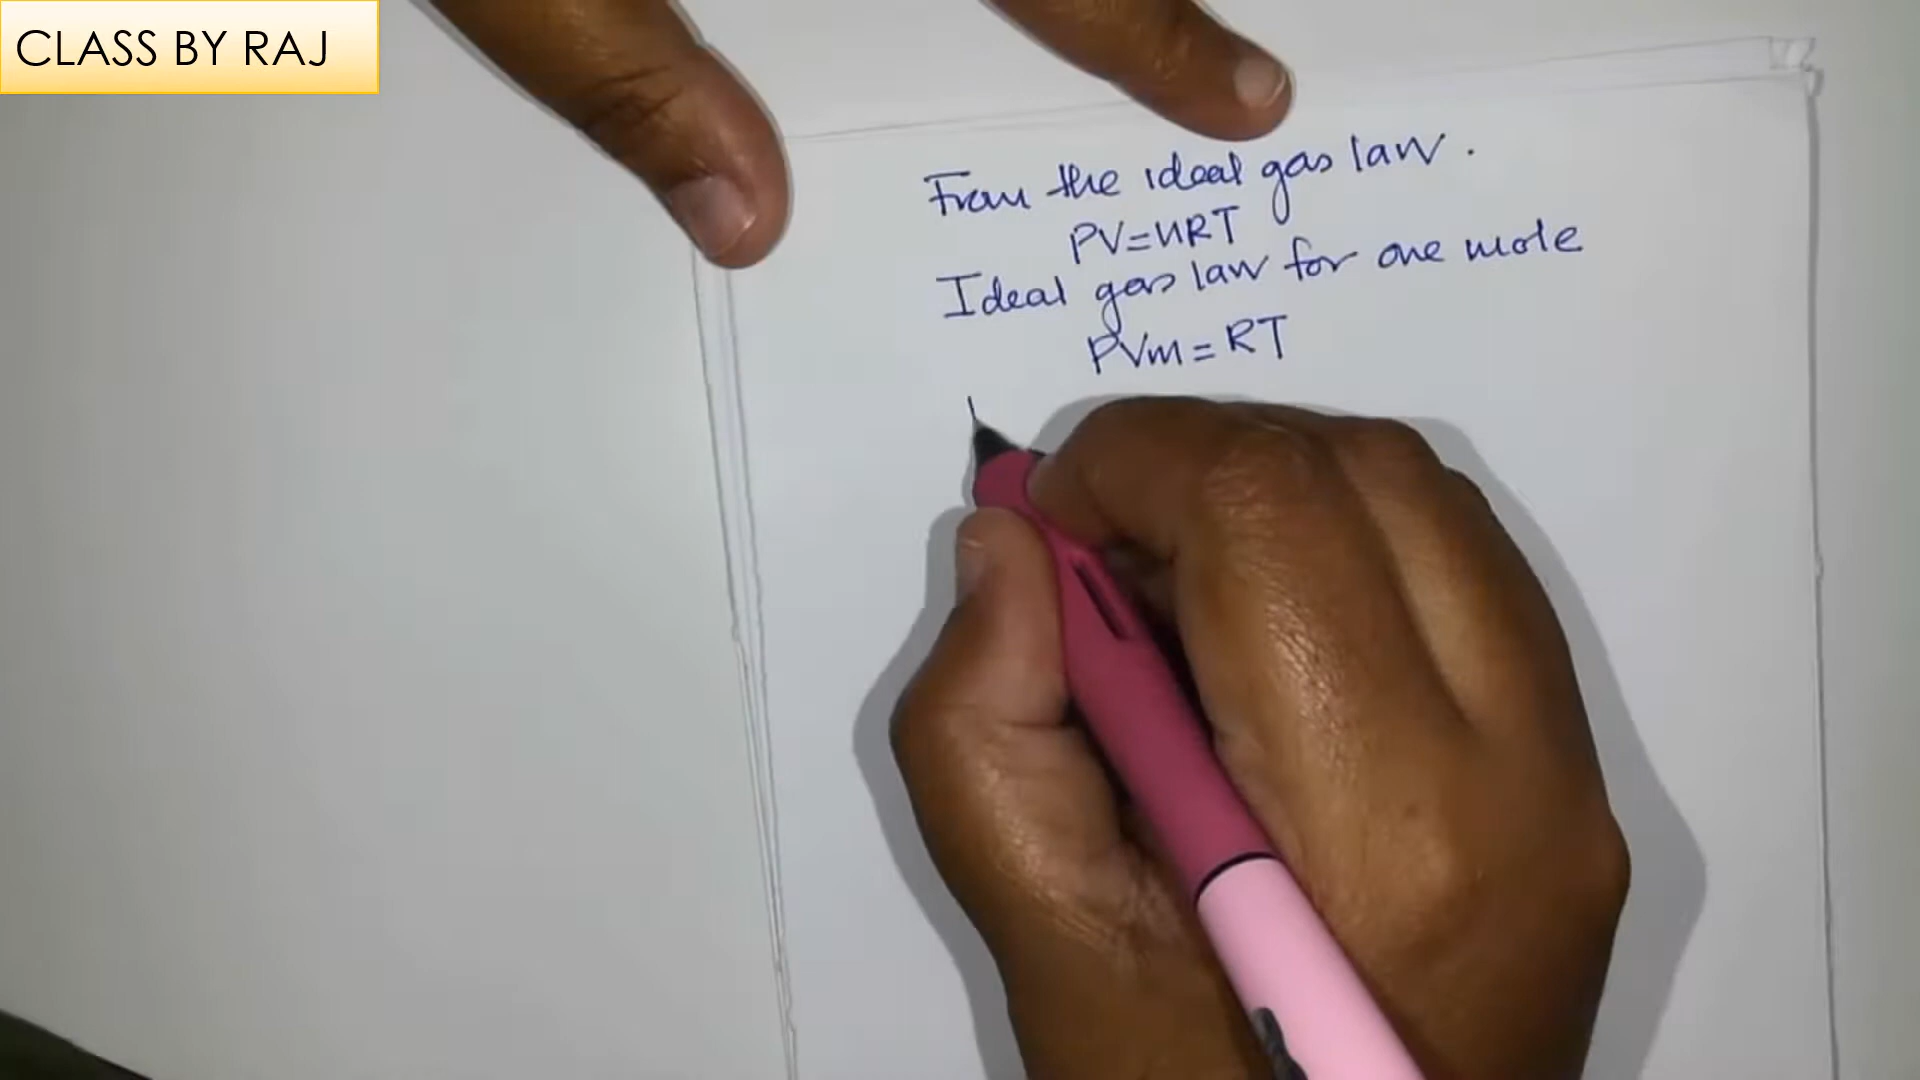 CLASS BY RAJ
From the ideal gas law.
PV=nRT
Ideal gas law for one mole
PVm=RT